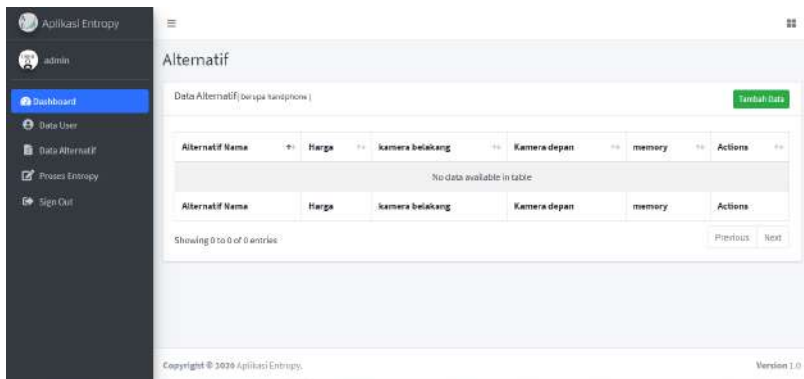 Aplikasi Entropy
admin
Dashboard
Data User
Data Alternatif
Proses Entropy
Sign Out
Alternatif
Data Alternatif( berupa handphone )
Tambah Data
Alternatif Nama Harga kamera belakang Kamera depan memory Actions
No data available in table
Alternatif Nama Harga kamera belakang Kamera depan memory Actions
Showing 0 to 0 of 0 entries
Previous Next
Copyright © 2020 Aplikasi Entropy.
Version 1.0